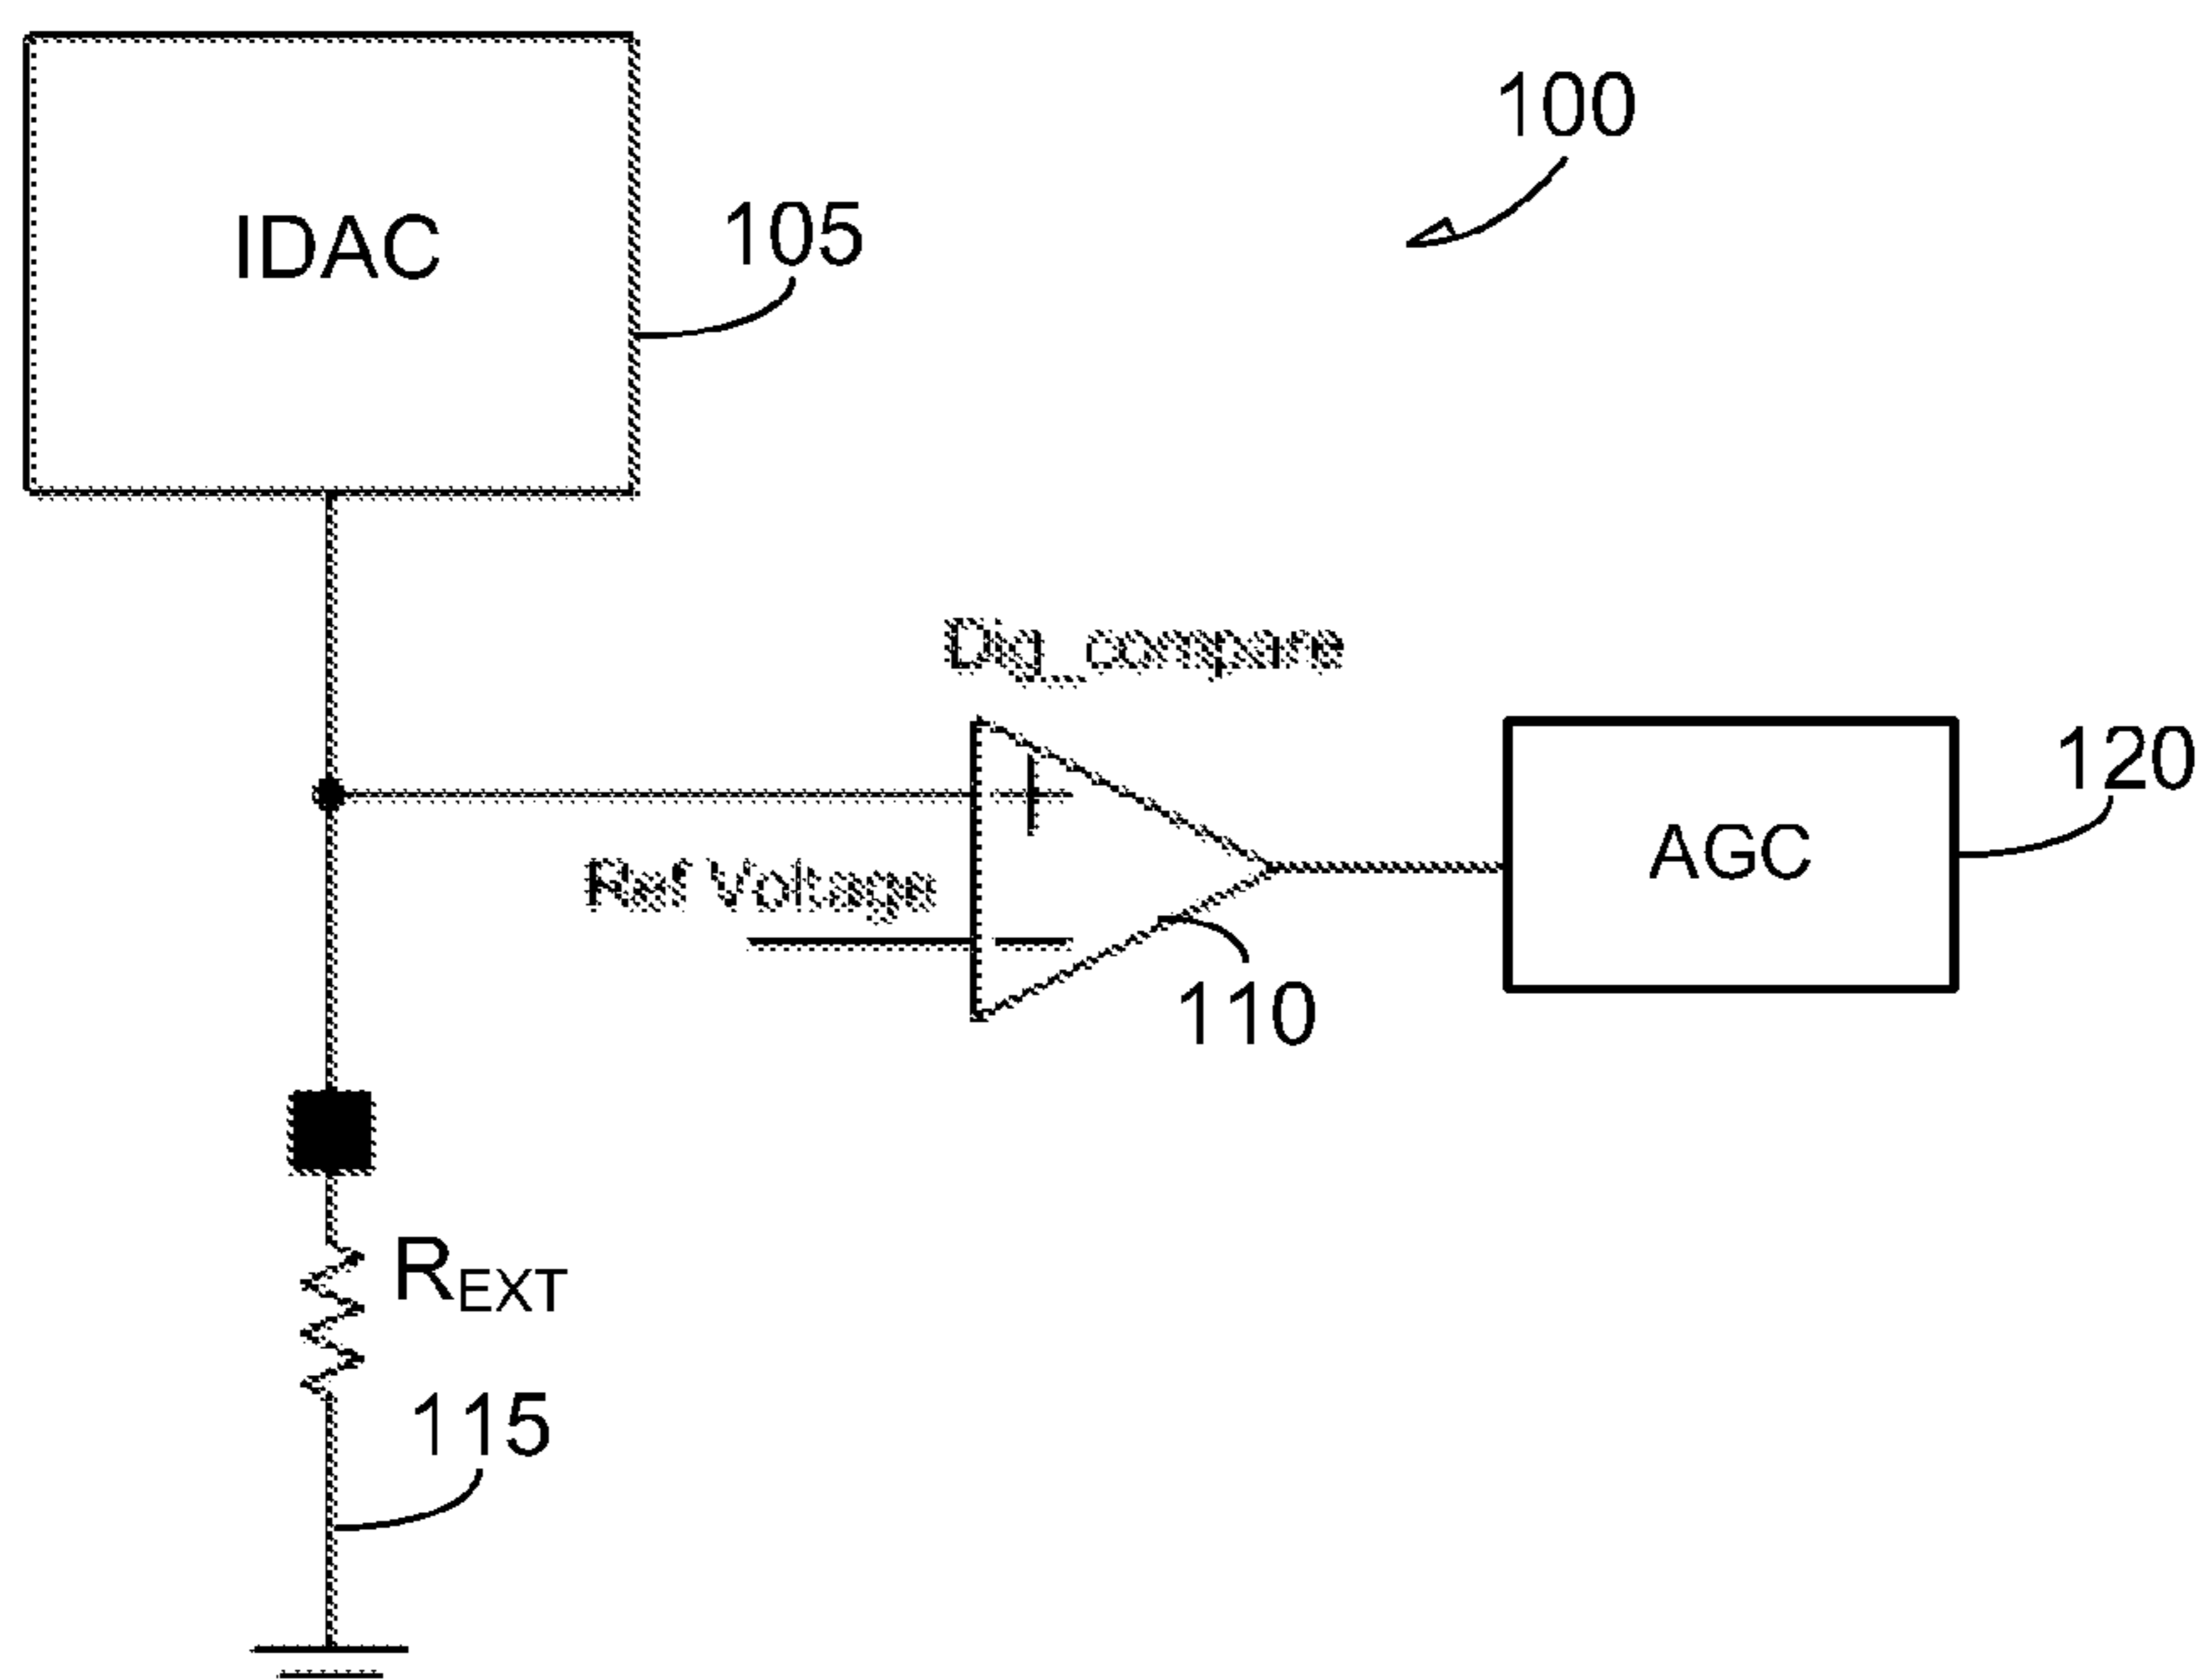 100
IDAC
105
Dig_compare
120
AGC
Ref Voltage
110
REXT
115